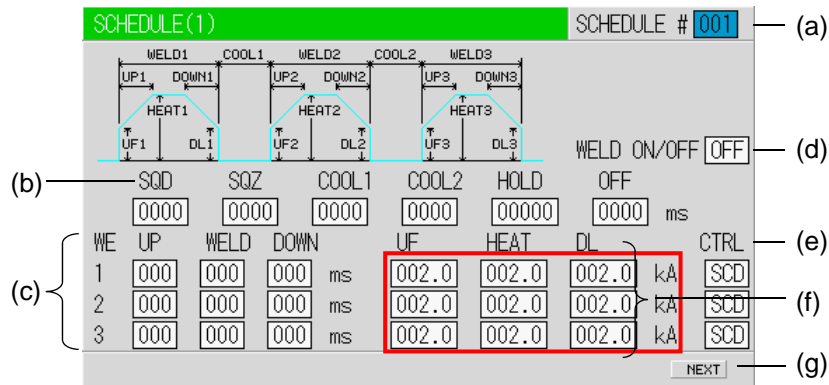 SCHEDULE(1) SCHEDULE # 001 (a)
WELD1 COOL1 WELD2 COOL2 WELD3
UP1 DOWN1 UP2 DOWN2 UP3 DOWN3
HEAT1 HEAT2 HEAT3
UF1 DL1 UF2 DL2 UF3 DL3
WELD ON/OFF OFF (d)
(b) SQD SQZ COOL1 COOL2 HOLD OFF
0000 0000 0000 0000 00000 0000 ms
WE UP WELD DOWN UF HEAT DL CTRL (e)
1 000 000 000 ms 002.0 002.0 002.0 kA SCD
(c) 2 000 000 000 ms 002.0 002.0 002.0 kA SCD (f)
3 000 000 000 ms 002.0 002.0 002.0 kA SCD
NEXT (g)